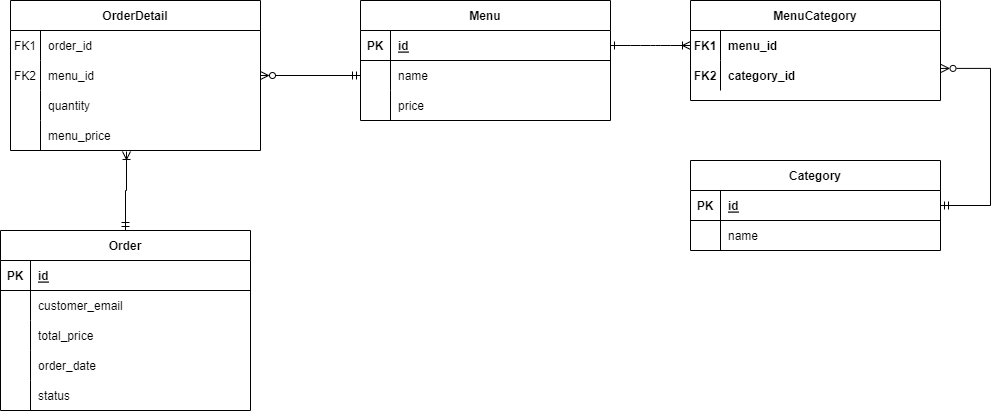 OrderDetail
FK1 order_id
FK2 menu_id
quantity
menu_price
Menu
PK id
name
price
MenuCategory
FK1 menu_id
FK2 category_id
Category
PK id
name
Order
PK id
customer_email
total_price
order_date
status